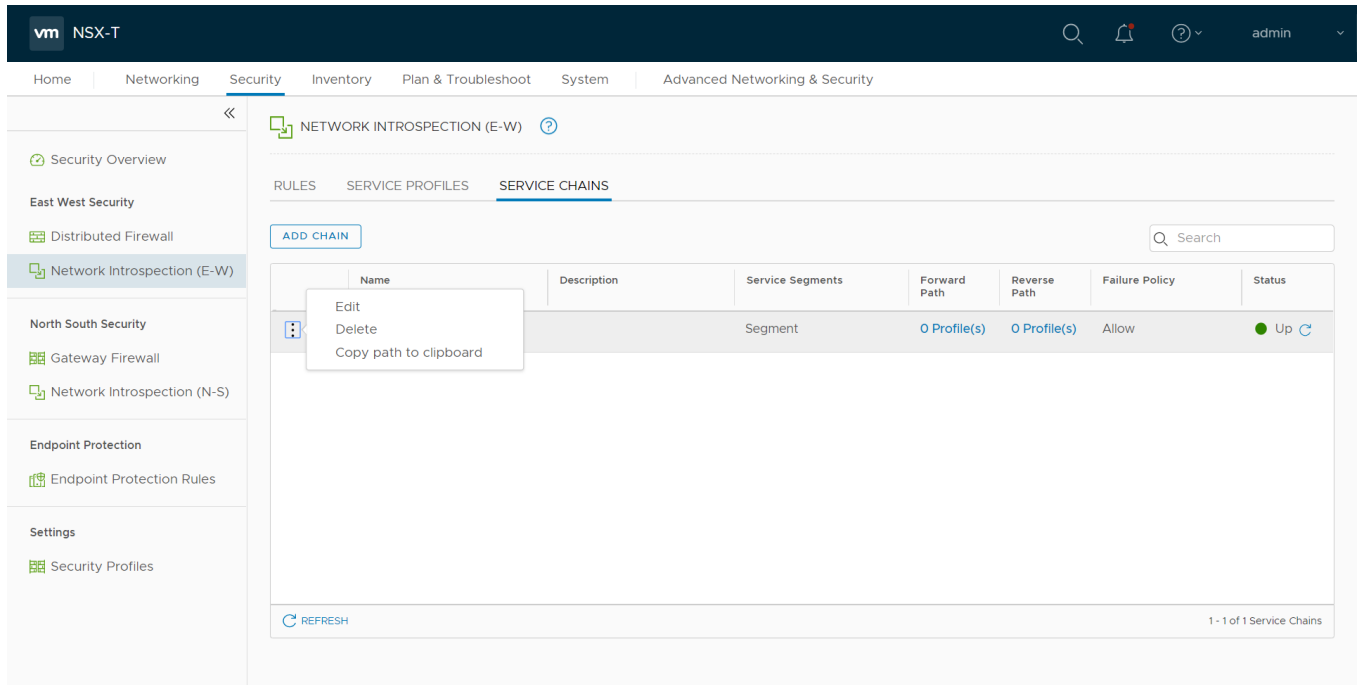 vm NSX-T admin
Home Networking Security Inventory Plan & Troubleshoot System Advanced Networking & Security
NETWORK INTROSPECTION (E-W)
Security Overview
RULES SERVICE PROFILES SERVICE CHAINS
East West Security
Distributed Firewall
ADD CHAIN Search
Network Introspection (E-W)
Name Description Service Segments Forward Path Reverse Path Failure Policy Status
Edit
North South Security
Delete Segment 0 Profile(s) 0 Profile(s) Allow Up
Copy path to clipboard
Gateway Firewall
Network Introspection (N-S)
Endpoint Protection
Endpoint Protection Rules
Settings
Security Profiles
REFRESH 1 - 1 of 1 Service Chains